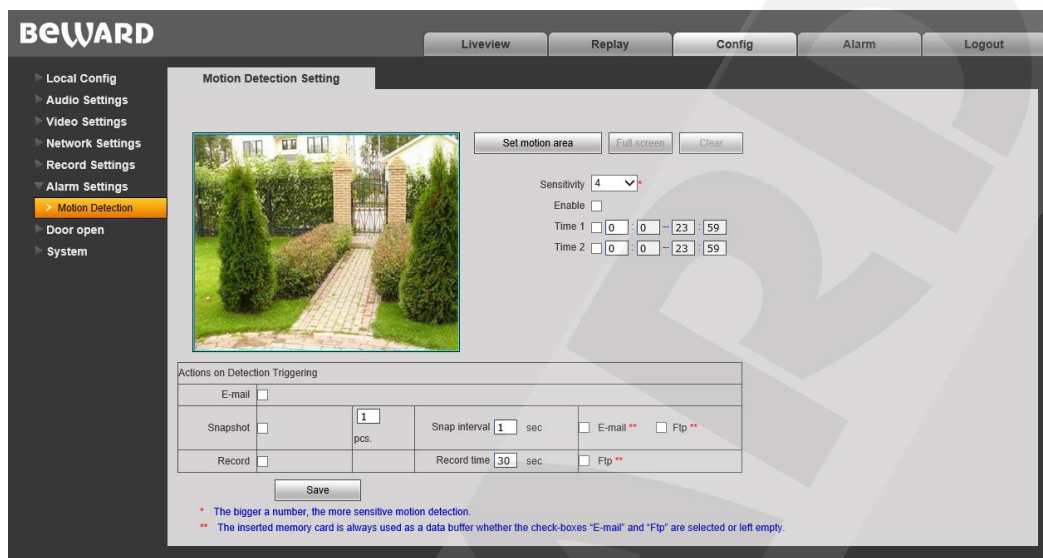 BEWARD
Liveview Replay Config Alarm Logout
Local Config
Audio Settings
Video Settings
Network Settings
Record Settings
Alarm Settings
> Motion Detection
Door open
System
Motion Detection Setting
Set motion area Full screen Clear
Sensitivity 4 *
Enable
Time 1 0 : 0 -- 23 : 59
Time 2 0 : 0 -- 23 : 59
Actions on Detection Triggering
E-mail
Snapshot 1 pcs. Snap interval 1 sec E-mail ** Ftp **
Record Record time 30 sec Ftp **
Save
* The bigger a number, the more sensitive motion detection.
** The inserted memory card is always used as a data buffer whether the check-boxes "E-mail" and "Ftp" are selected or left empty.